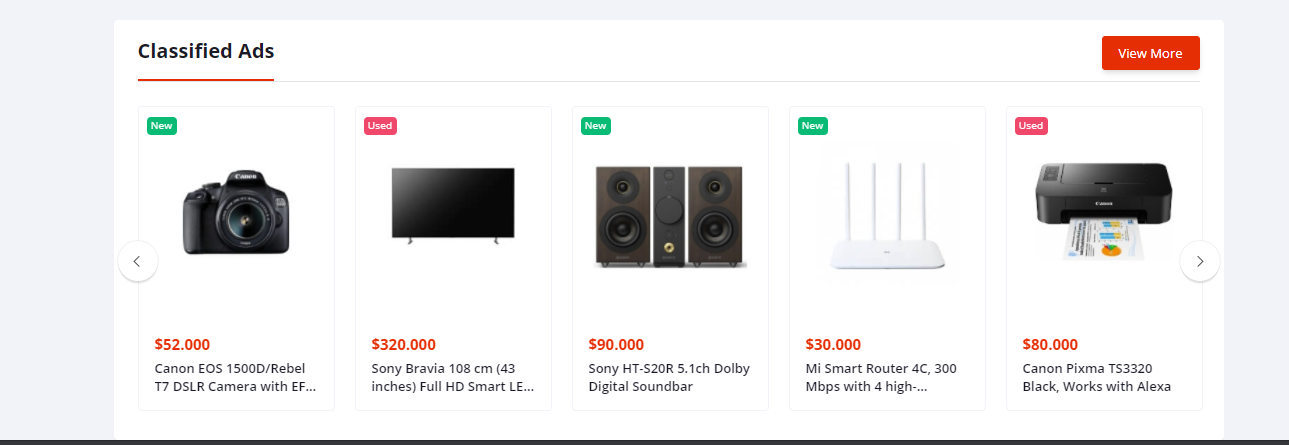 Classified Ads
View More
New
Used
New
New
Used
Canon
Canon
$52.000
Canon EOS 1500D/Rebel
T7 DSLR Camera with EF...
$320.000
Sony Bravia 108 cm (43
inches) Full HD Smart LE...
$90.000
Sony HT-S20R 5.1ch Dolby
Digital Soundbar
$30.000
Mi Smart Router 4C, 300
Mbps with 4 high-...
$80.000
Canon Pixma TS3320
Black, Works with Alexa